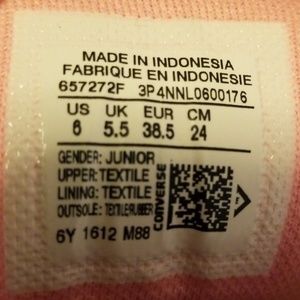 MADE IN INDONESIA
FABRIQUE EN INDONESIE
657272F 3P4NNL0600176
US UK EUR CM
6 5.5 38.5 24
GENDER: JUNIOR
UPPER: TEXTILE
LINING: TEXTILE
OUTSOLE: TEXTILE/RUBBER
CONVERSE
6Y 1612 M88